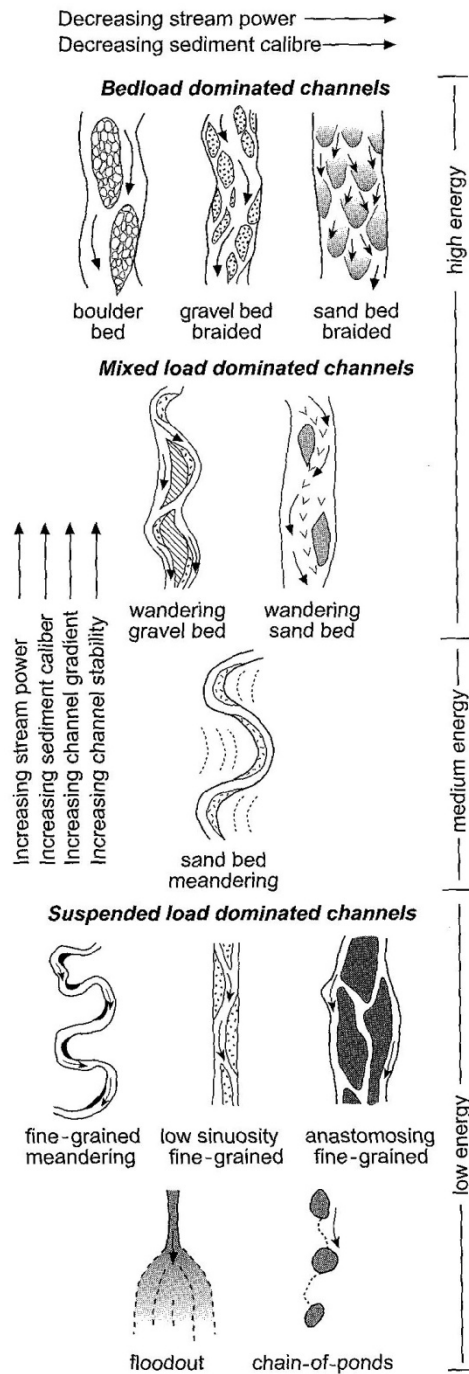 Decreasing stream power
Decreasing sediment calibre
Bedload dominated channels
boulder
bed
gravel bed
braided
sand bed
braided
high energy
Mixed load dominated channels
wandering
gravel bed
wandering
sand bed
Increasing stream power
Increasing sediment caliber
Increasing channel gradient
Increasing channel stability
medium energy
sand bed
meandering
Suspended load dominated channels
fine-grained
meandering
low sinuosity
fine-grained
anastomosing
fine-grained
low energy
floodout
chain-of-ponds